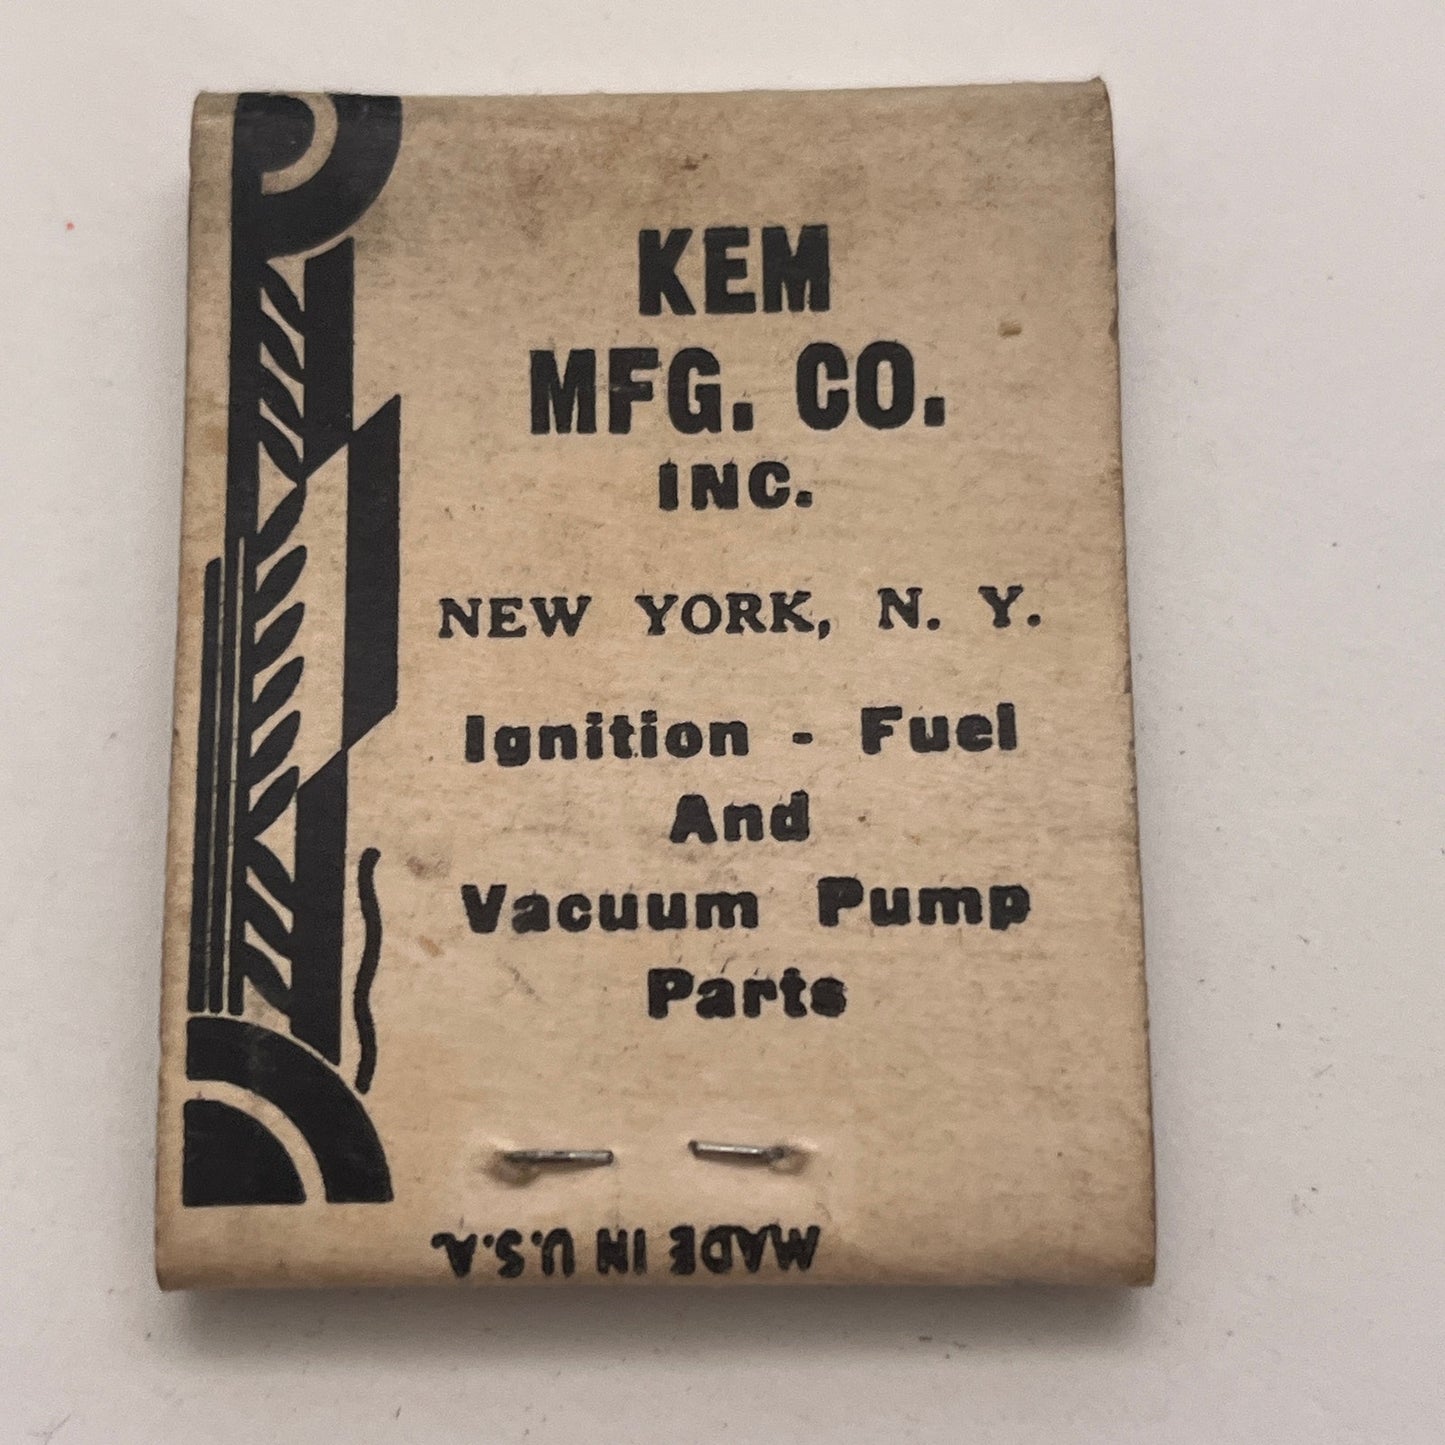 KEM
MFG. CO.
INC.
NEW YORK, N. Y.
Ignition - Fuel
And
Vacuum Pump
Parts
MADE IN U.S.A.